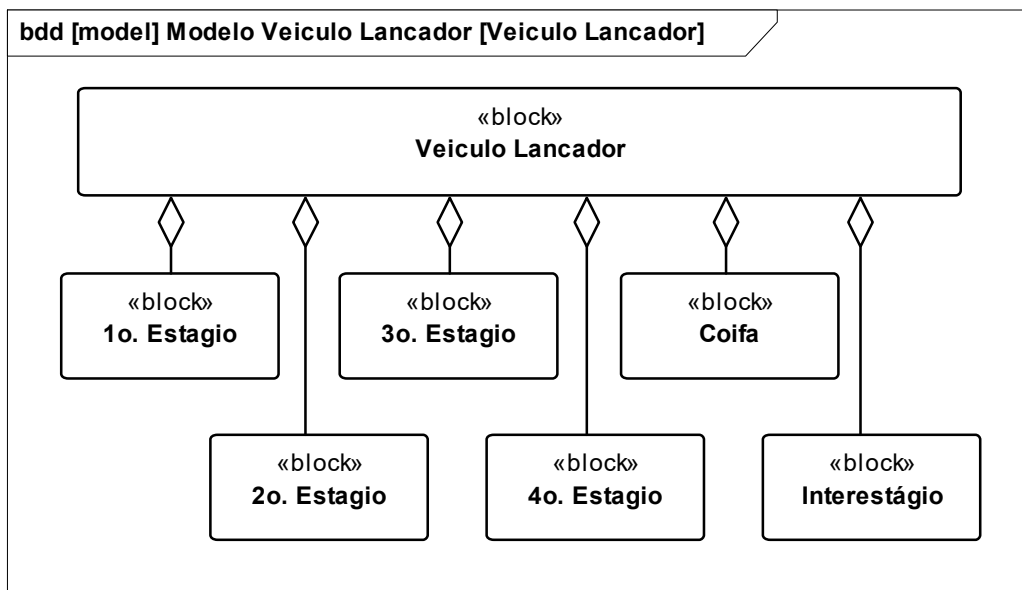 bdd [model] Modelo Veiculo Lancador [Veiculo Lancador]
«block»
Veiculo Lancador
«block»
1o. Estagio
«block»
3o. Estagio
«block»
Coifa
«block»
2o. Estagio
«block»
4o. Estagio
«block»
Interestágio